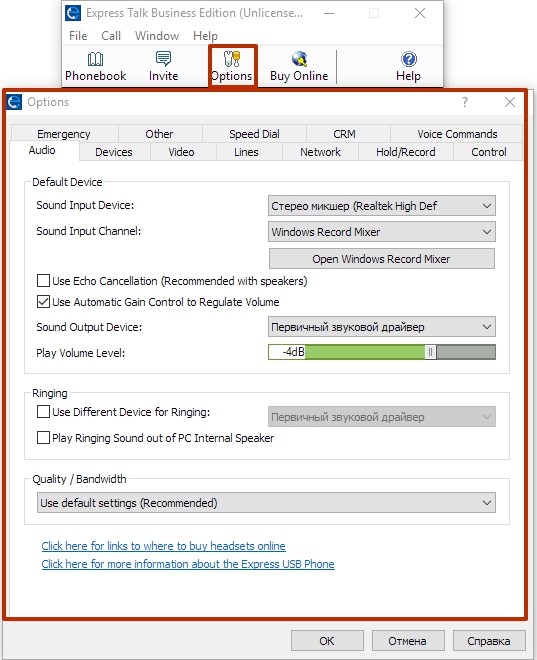 Express Talk Business Edition (Unlicense...
File Call Window Help
Phonebook Invite Options Buy Online Help
Options
Emergency Other Speed Dial CRM Voice Commands
Audio Devices Video Lines Network Hold/Record Control
Default Device
Sound Input Device: Стерео микшер (Realtek High Def
Sound Input Channel: Windows Record Mixer
Open Windows Record Mixer
Use Echo Cancellation (Recommended with speakers)
Use Automatic Gain Control to Regulate Volume
Sound Output Device: Первичный звуковой драйвер
Play Volume Level: -4dB
Ringing
Use Different Device for Ringing: Первичный звуковой драйвер
Play Ringing Sound out of PC Internal Speaker
Quality / Bandwidth
Use default settings (Recommended)
Click here for links to where to buy headsets online
Click here for more information about the Express USB Phone
OK Отмена Справка